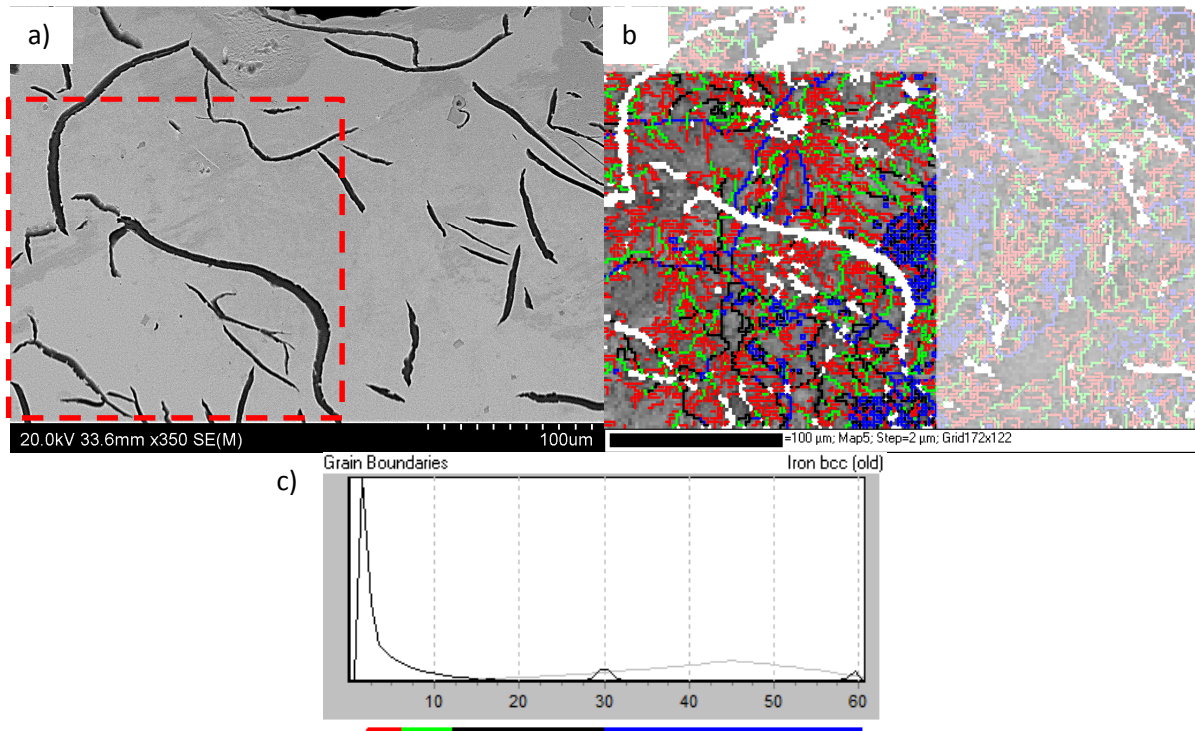 a)
b
20.0kV 33.6mm x350 SE(M)
100um
=100 µm; Map5; Step=2 µm; Grid172x122
c)
Grain Boundaries
Iron bcc (old)
10
20
30
40
50
60